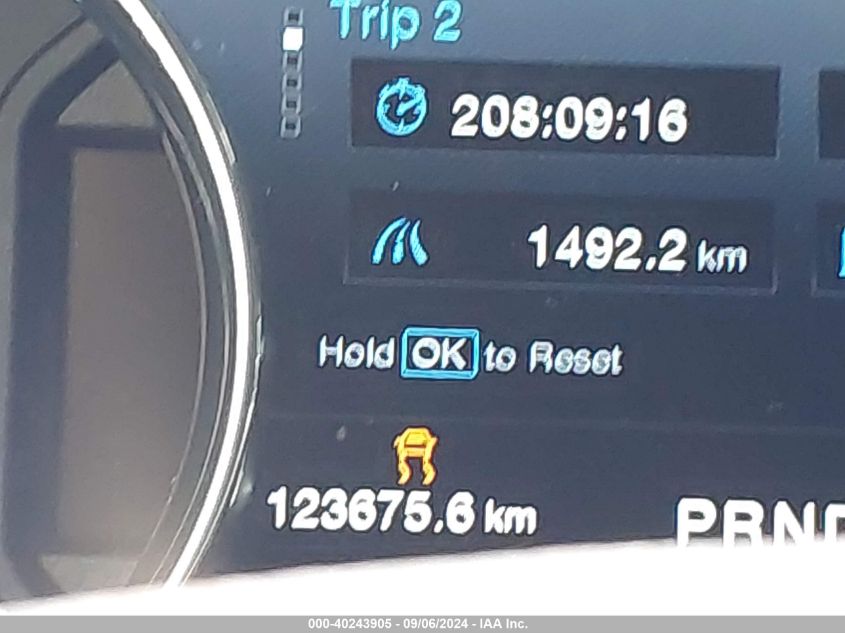 Trip 2
208:09:16
1492.2 km
Hold OK to Reset
123675.6 km
PRND
000-40243905 - 09/06/2024 - IAA Inc.